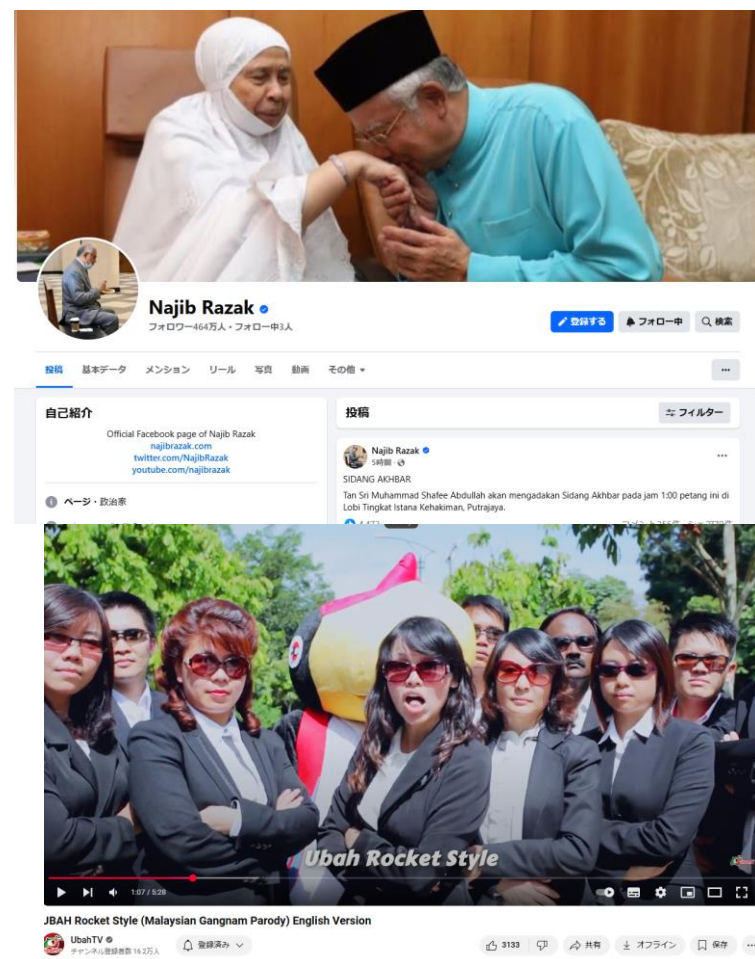 Najib Razak
フォロワー464万人・フォロー中3人
登録する
フォロー中
検索
投稿 基本データ メンション リール 写真 動画 その他
自己紹介
Official Facebook page of Najib Razak
najibrazak.com
twitter.com/NajibRazak
youtube.com/najibrazak
ページ・政治家
投稿
フィルター
Najib Razak
5時間
SIDANG AKHBAR
Tan Sri Muhammad Shafee Abdullah akan mengadakan Sidang Akhbar pada jam 1:00 petang ini di
Lobi Tingkat Istana Kehakiman, Putrajaya.
Ubah Rocket Style
1:07 / 5:28
JBAH Rocket Style (Malaysian Gangnam Parody) English Version
UbahTV
チャンネル登録者数 16.2万人
登録済み
3133
共有
オフライン
保存